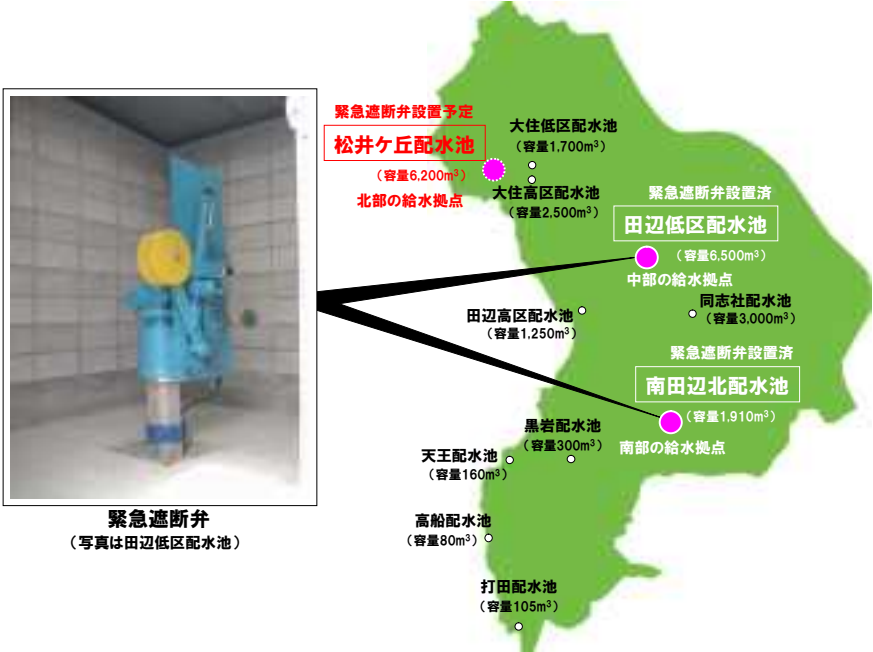 緊急遮断弁設置予定
松井ケ丘配水池
（容量6,200m³）
北部の給水拠点
大住低区配水池
（容量1,700m³）
大住高区配水池
（容量2,500m³）
緊急遮断弁設置済
田辺低区配水池
（容量6,500m³）
中部の給水拠点
田辺高区配水池
（容量1,250m³）
同志社配水池
（容量3,000m³）
緊急遮断弁設置済
南田辺北配水池
（容量1,910m³）
南部の給水拠点
黒岩配水池
（容量300m³）
天王配水池
（容量160m³）
高船配水池
（容量80m³）
打田配水池
（容量105m³）
緊急遮断弁
（写真は田辺低区配水池）